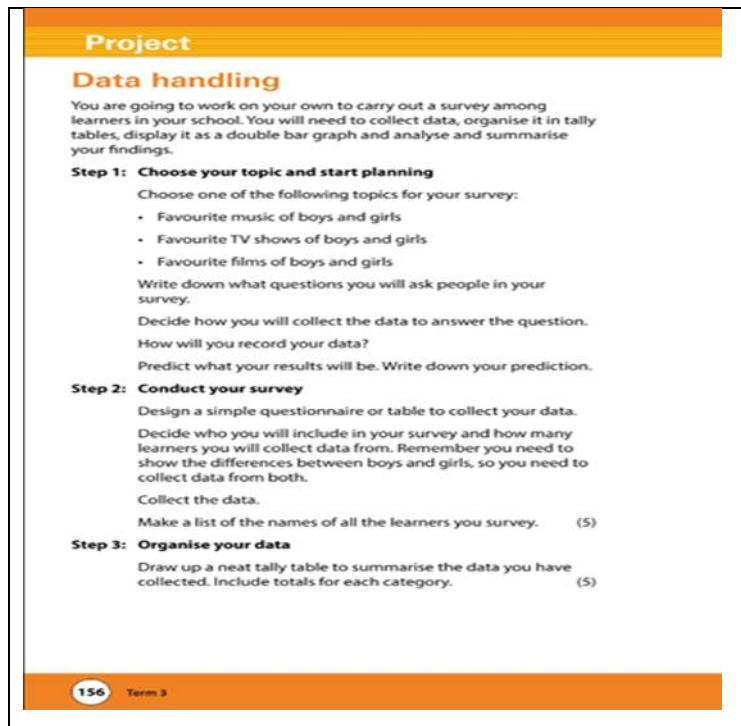 Project
Data handling
You are going to work on your own to carry out a survey among
learners in your school. You will need to collect data, organise it in tally
tables, display it as a double bar graph and analyse and summarise
your findings.
Step 1: Choose your topic and start planning
Choose one of the following topics for your survey:
• Favourite music of boys and girls
• Favourite TV shows of boys and girls
• Favourite films of boys and girls
Write down what questions you will ask people in your
survey.
Decide how you will collect the data to answer the question.
How will you record your data?
Predict what your results will be. Write down your prediction.
Step 2: Conduct your survey
Design a simple questionnaire or table to collect your data.
Decide who you will include in your survey and how many
learners you will collect data from. Remember you need to
show the differences between boys and girls, so you need to
collect data from both.
Collect the data.
Make a list of the names of all the learners you survey. (5)
Step 3: Organise your data
Draw up a neat tally table to summarise the data you have
collected. Include totals for each category. (5)
156 Term 3